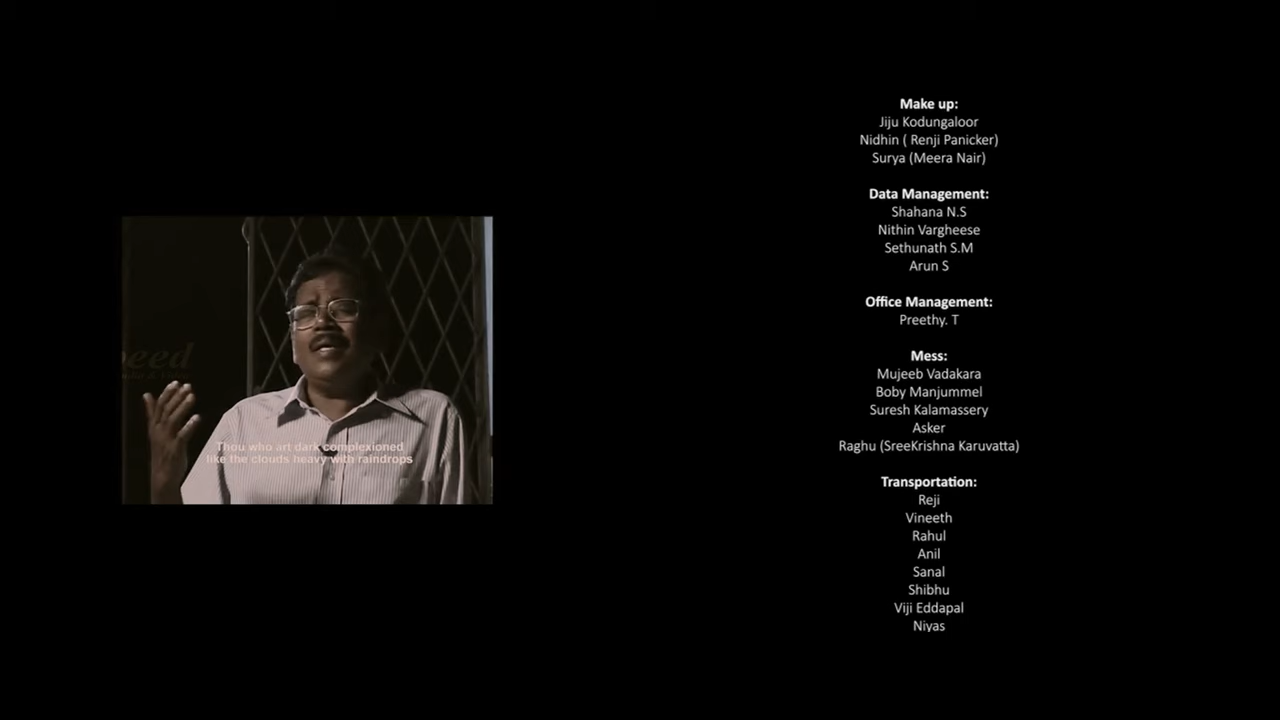 eed
Thou who art dark complexioned
like the clouds heavy with raindrops
Make up:
Jiju Kodungaloor
Nidhin ( Renji Panicker)
Surya (Meera Nair)
Data Management:
Shahana N.S
Nithin Vargheese
Sethunath S.M
Arun S
Office Management:
Preethy. T
Mess:
Mujeeb Vadakara
Boby Manjummel
Suresh Kalamassery
Asker
Raghu (SreeKrishna Karuvatta)
Transportation:
Reji
Vineeth
Rahul
Anil
Sanal
Shibhu
Viji Eddapal
Niyas